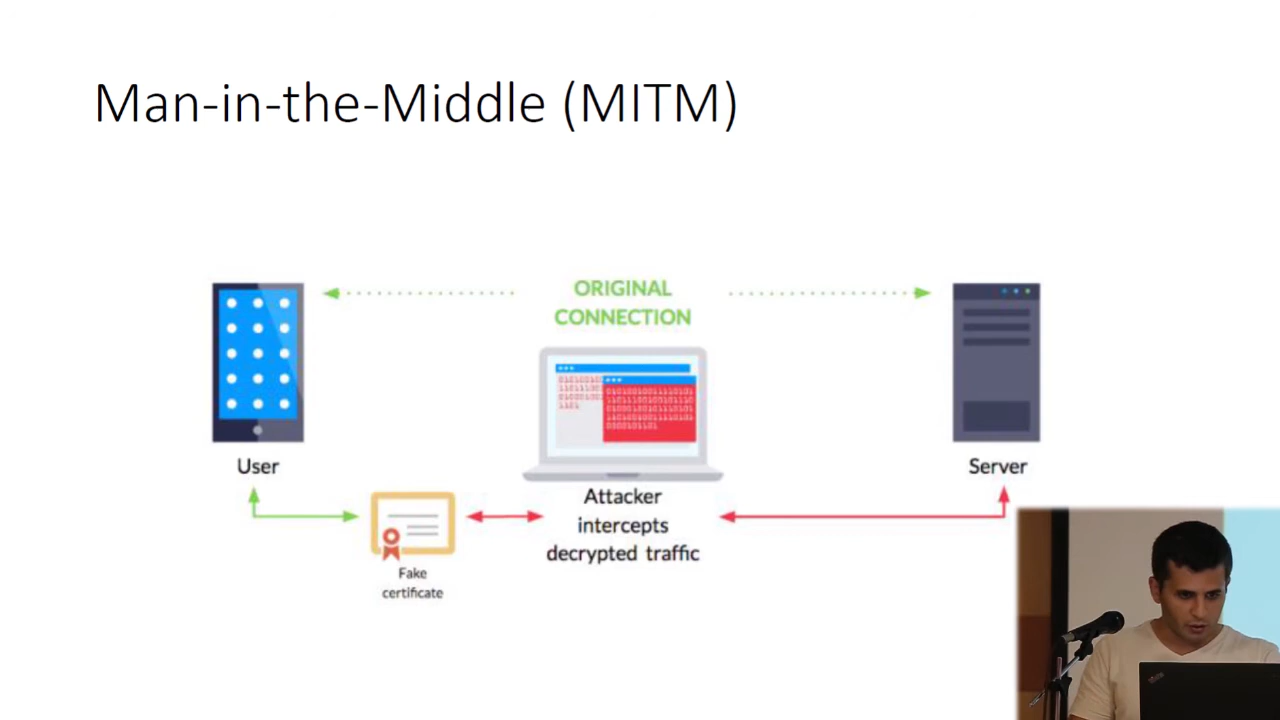 Man-in-the-Middle (MITM)
ORIGINAL
CONNECTION
User
Server
Attacker
intercepts
decrypted traffic
Fake
certificate